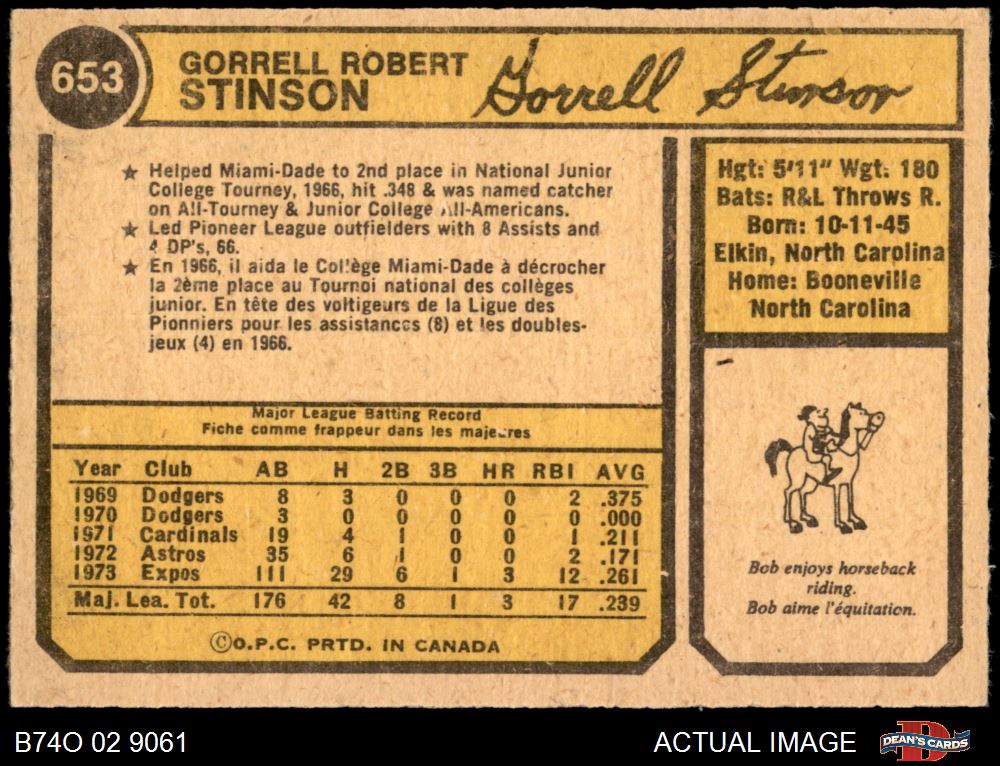 653
GORRELL ROBERT
STINSON
Gorrell Stinson
★ Helped Miami-Dade to 2nd place in National Junior
College Tourney, 1966, hit .348 & was named catcher
on All-Tourney & Junior College All-Americans.
★ Led Pioneer League outfielders with 8 Assists and
4 DP's, 66.
★ En 1966, il aida le Collège Miami-Dade à décrocher
la 2ème place au Tournoi national des collèges
junior. En tête des voltigeurs de la Ligue des
Pionniers pour les assistances (8) et les doubles-
jeux (4) en 1966.
Hgt: 5'11" Wgt: 180
Bats: R&L Throws R.
Born: 10-11-45
Elkin, North Carolina
Home: Booneville
North Carolina
Major League Batting Record
Fiche comme frappeur dans les majeures
Year Club AB H 2B 3B HR RBI AVG
1969 Dodgers 8 3 0 0 0 2 .375
1970 Dodgers 3 0 0 0 0 0 .000
1971 Cardinals 19 4 1 0 0 1 .211
1972 Astros 35 6 1 0 0 2 .171
1973 Expos 111 29 6 1 3 12 .261
Maj. Lea. Tot. 176 42 8 1 3 17 .239
©O.P.C. PRTD. IN CANADA
Bob enjoys horseback
riding.
Bob aime l'équitation.
B74O 02 9061
ACTUAL IMAGE
D
DEAN'S CARDS